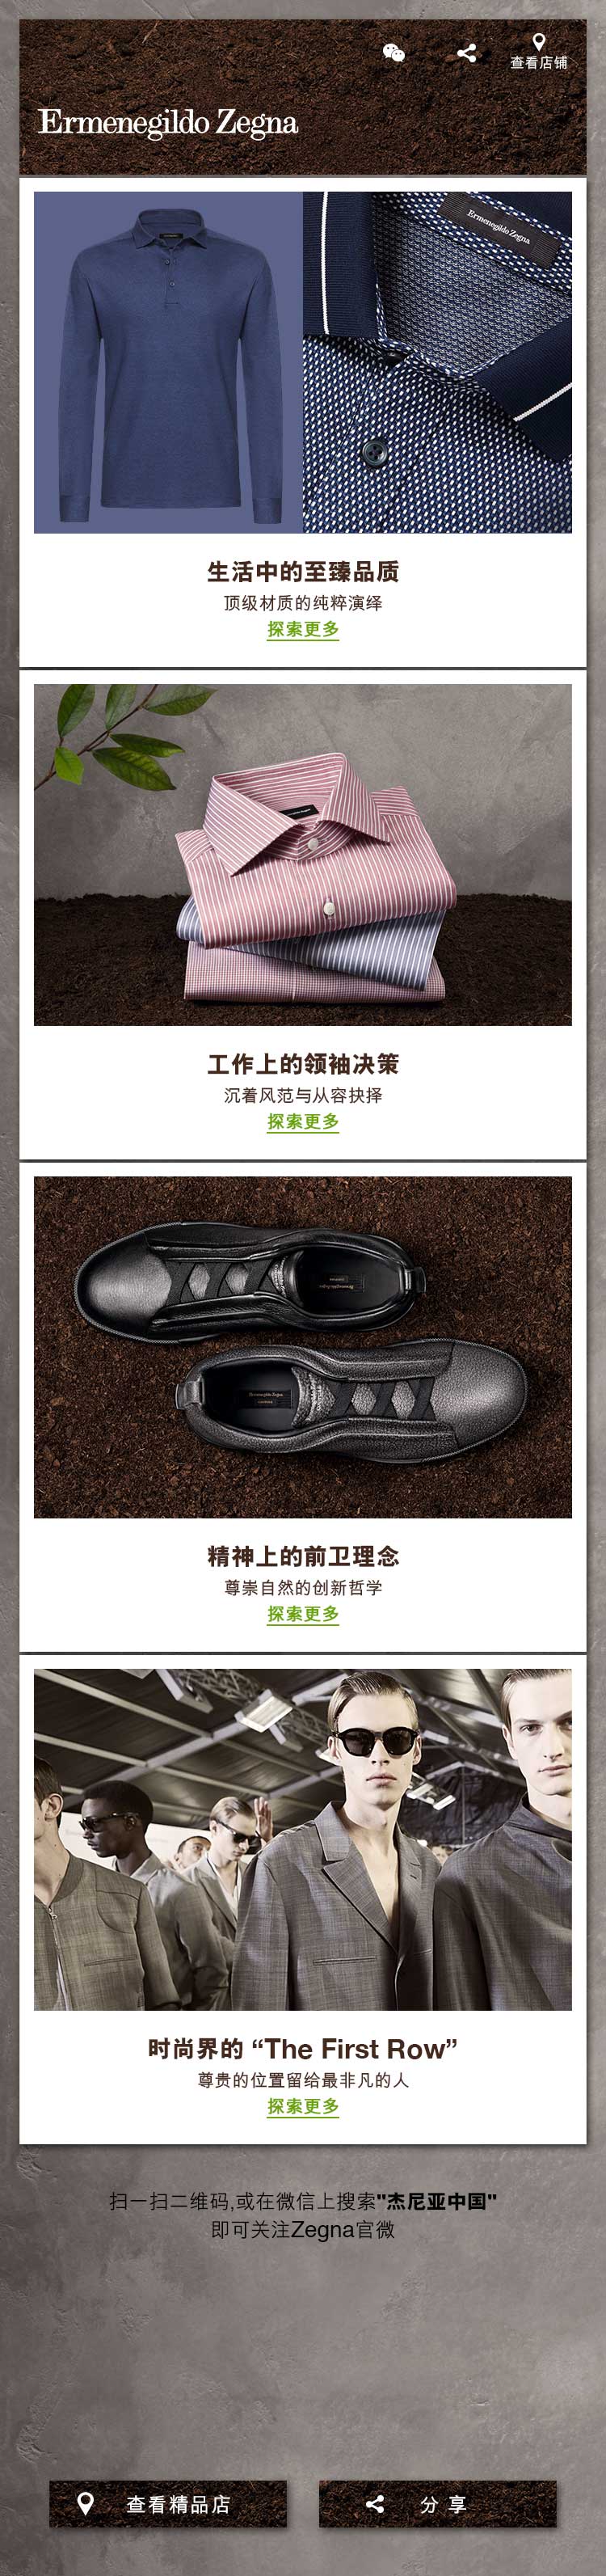 查看店铺
Ermenegildo Zegna
Ermenegildo Zegna
生活中的至臻品质
顶级材质的纯粹演绎
探索更多
工作上的领袖决策
沉着风范与从容抉择
探索更多
精神上的前卫理念
尊崇自然的创新哲学
探索更多
时尚界的 “The First Row”
尊贵的位置留给最非凡的人
探索更多
扫一扫二维码,或在微信上搜索"杰尼亚中国"
即可关注Zegna官微
查看精品店
分 享